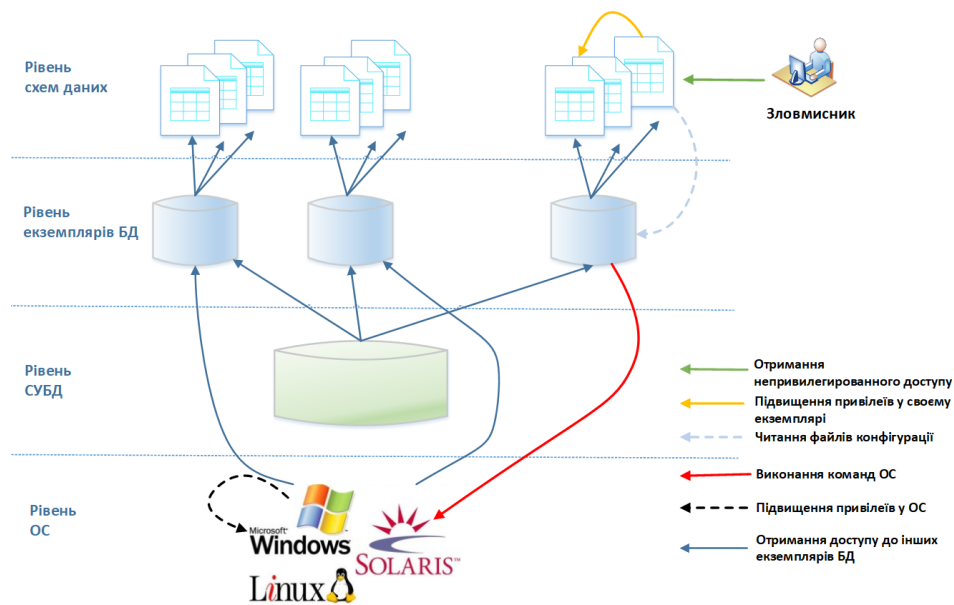 Рівень
схем даних
Зловмисник
Рівень
екземплярів БД
Рівень
СУБД
Отримання
непривилегированного доступу
Підвищення привілеїв у своєму
екземплярі
Читання файлів конфігурації
Рівень
ОС
Виконання команд ОС
Підвищення привілеїв у ОС
Отримання доступу до інших
екземплярів БД
Microsoft®
Windows
SOLARIS™
Linux